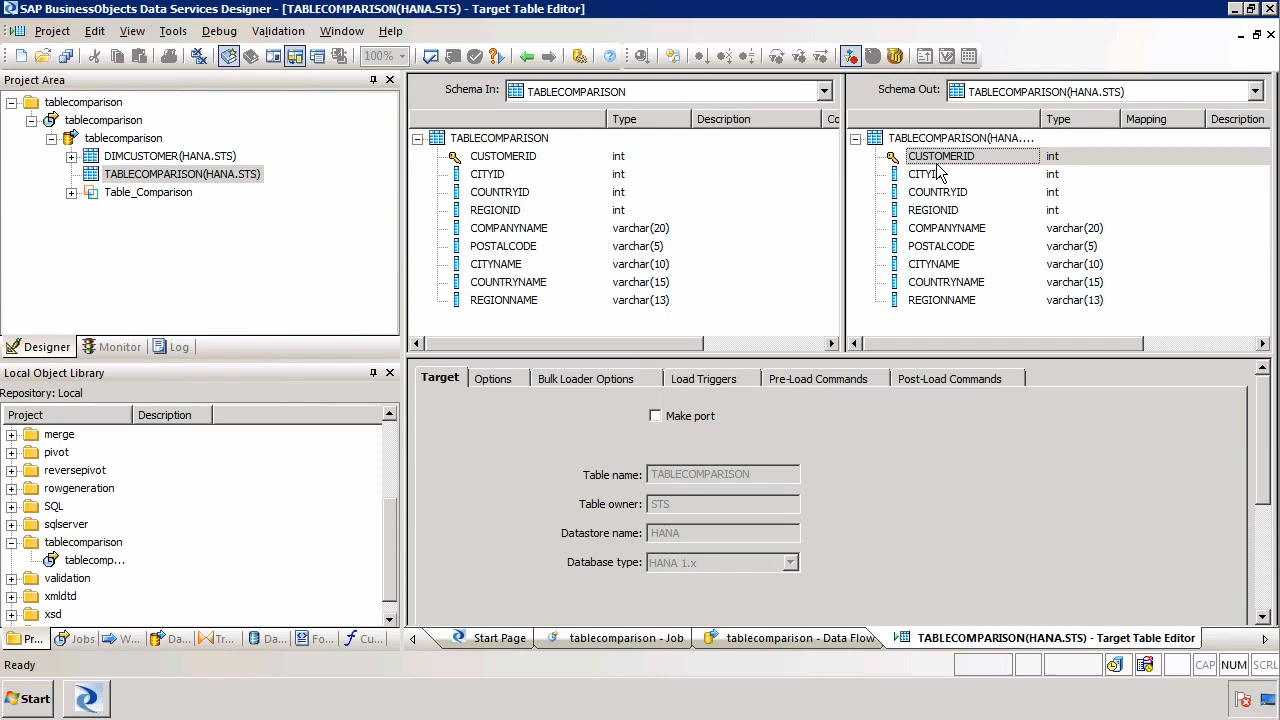 SAP BusinessObjects Data Services Designer - [TABLECOMPARISON(HANA.STS) - Target Table Editor]
Project Edit View Tools Debug Validation Window Help
100%
Project Area
tablecomparison
tablecomparison
tablecomparison
DIMCUSTOMER(HANA.STS)
TABLECOMPARISON(HANA.STS)
Table_Comparison
Designer Monitor Log
Local Object Library
Repository: Local
Project Description
merge
pivot
reversepivot
rowgeneration
SQL
sqlserver
tablecomparison
tablecomp...
validation
xmldtd
xsd
Pr... Jobs W... Da... Tr... Da... Fo... Cu...
Schema In: TABLECOMPARISON
Type Description Co
TABLECOMPARISON
CUSTOMERID int
CITYID int
COUNTRYID int
REGIONID int
COMPANYNAME varchar(20)
POSTALCODE varchar(5)
CITYNAME varchar(10)
COUNTRYNAME varchar(15)
REGIONNAME varchar(13)
Schema Out: TABLECOMPARISON(HANA.STS)
Type Mapping Description
TABLECOMPARISON(HANA....
CUSTOMERID int
CITYID int
COUNTRYID int
REGIONID int
COMPANYNAME varchar(20)
POSTALCODE varchar(5)
CITYNAME varchar(10)
COUNTRYNAME varchar(15)
REGIONNAME varchar(13)
Target Options Bulk Loader Options Load Triggers Pre-Load Commands Post-Load Commands
Make port
Table name: TABLECOMPARISON
Table owner: STS
Datastore name: HANA
Database type: HANA 1.x
Start Page tablecomparison - Job tablecomparison - Data Flow TABLECOMPARISON(HANA.STS) - Target Table Editor
Ready CAP NUM SCRL
Start